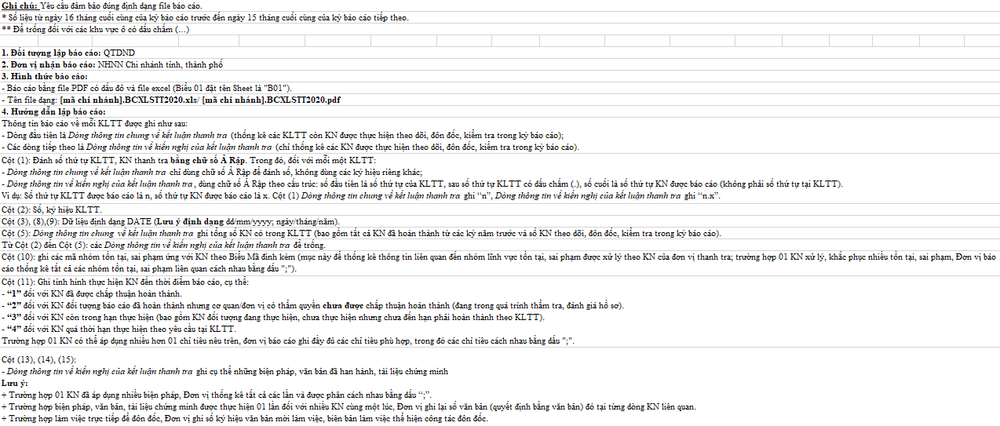 Ghi chú: Yêu cầu đảm bảo đúng định dạng file báo cáo.
* Số liệu từ ngày 16 tháng cuối cùng của kỳ báo cáo trước đến ngày 15 tháng cuối cùng của kỳ báo cáo tiếp theo.
** Để trống đối với các khu vực ô có dấu chấm (…)
1. Đối tượng lập báo cáo: QTDND
2. Đơn vị nhận báo cáo: NHNN Chi nhánh tỉnh, thành phố
3. Hình thức báo cáo:
- Báo cáo bằng file PDF có dấu đỏ và file excel (Biểu 01 đặt tên Sheet là "B01").
- Tên file dạng: [mã chi nhánh].BCXLSTT2020.xls/ [mã chi nhánh].BCXLSTT2020.pdf
4. Hướng dẫn lập báo cáo:
Thông tin báo cáo về mỗi KLTT được ghi như sau:
- Dòng đầu tiên là Dòng thông tin chung về kết luận thanh tra (thống kê các KLTT còn KN được thực hiện theo dõi, đôn đốc, kiểm tra trong kỳ báo cáo);
- Các dòng tiếp theo là Dòng thông tin về kiến nghị của kết luận thanh tra (chỉ thống kê các KN được thực hiện theo dõi, đôn đốc, kiểm tra trong kỳ báo cáo).
Cột (1): Đánh số thứ tự KLTT, KN thanh tra bằng chữ số Ả Rập. Trong đó, đối với mỗi một KLTT:
- Dòng thông tin chung về kết luận thanh tra chỉ dùng chữ số Ả Rập để đánh số, không dùng các ký hiệu riêng khác;
- Dòng thông tin về kiến nghị của kết luận thanh tra, dùng chữ số Ả Rập theo cấu trúc: số đầu tiên là số thứ tự của KLTT, sau số thứ tự KLTT có dấu chấm (.), số cuối là số thứ tự KN được báo cáo (không phải số thứ tự tại KLTT).
Ví dụ: Số thứ tự KLTT được báo cáo là n, số thứ tự KN được báo cáo là x. Cột (1) Dòng thông tin chung về kết luận thanh tra ghi “n”, Dòng thông tin về kiến nghị của kết luận thanh tra ghi “n.x”.
Cột (2): Số, ký hiệu KLTT.
Cột (3), (8),(9): Dữ liệu định dạng DATE (Lưu ý định dạng dd/mm/yyyy; ngày/tháng/năm).
Cột (5): Dòng thông tin chung về kết luận thanh tra ghi tổng số KN có trong KLTT (bao gồm tất cả KN đã hoàn thành từ các kỳ năm trước và số KN theo dõi, đôn đốc, kiểm tra trong kỳ báo cáo).
Từ Cột (2) đến Cột (5): các Dòng thông tin về kiến nghị của kết luận thanh tra để trống.
Cột (10): ghi các mã nhóm tồn tại, sai phạm ứng với KN theo Biểu Mã đính kèm (mục này để thống kê thông tin liên quan đến nhóm lĩnh vực tồn tại, sai phạm được xử lý theo KN của đơn vị thanh tra; trường hợp 01 KN xử lý, khắc phục nhiều tồn tại, sai phạm, Đơn vị báo
cáo thống kê tất cả các nhóm tồn tại, sai phạm liên quan cách nhau bằng dấu ";").
Cột (11): Ghi tình hình thực hiện KN đến thời điểm báo cáo, cụ thể:
- “1” đối với KN đã được chấp thuận hoàn thành.
- “2” đối với KN đối tượng báo cáo đã hoàn thành nhưng cơ quan/đơn vị có thẩm quyền chưa được chấp thuận hoàn thành (đang trong quá trình thẩm tra, đánh giá hồ sơ).
- “3” đối với KN còn trong hạn thực hiện (bao gồm KN đối tượng đang thực hiện, chưa thực hiện nhưng chưa đến hạn phải hoàn thành theo KLTT).
- “4” đối với KN quá thời hạn thực hiện theo yêu cầu tại KLTT.
Trường hợp 01 KN có thể áp dụng nhiều hơn 01 chỉ tiêu nêu trên, đơn vị báo cáo ghi đầy đủ các chỉ tiêu phù hợp, trong đó các chỉ tiêu cách nhau bằng dấu ";".
Cột (13), (14), (15):
- Dòng thông tin về kiến nghị của kết luận thanh tra ghi cụ thể những biện pháp, văn bản đã han hành, tài liệu chứng minh
Lưu ý:
+ Trường hợp 01 KN đã áp dụng nhiều biện pháp, Đơn vị thống kê tất cả các lần và được phân cách nhau bằng dấu “;”.
+ Trường hợp biện pháp, văn bản, tài liệu chứng minh được thực hiện 01 lần đối với nhiều KN cùng một lúc, Đơn vị ghi lại số văn bản (quyết định bằng văn bản) đó tại từng dòng KN liên quan.
+ Trường hợp làm việc trực tiếp để đôn đốc, Đơn vị ghi số ký hiệu văn bản mời làm việc, biên bản làm việc thể hiện công tác đôn đốc.